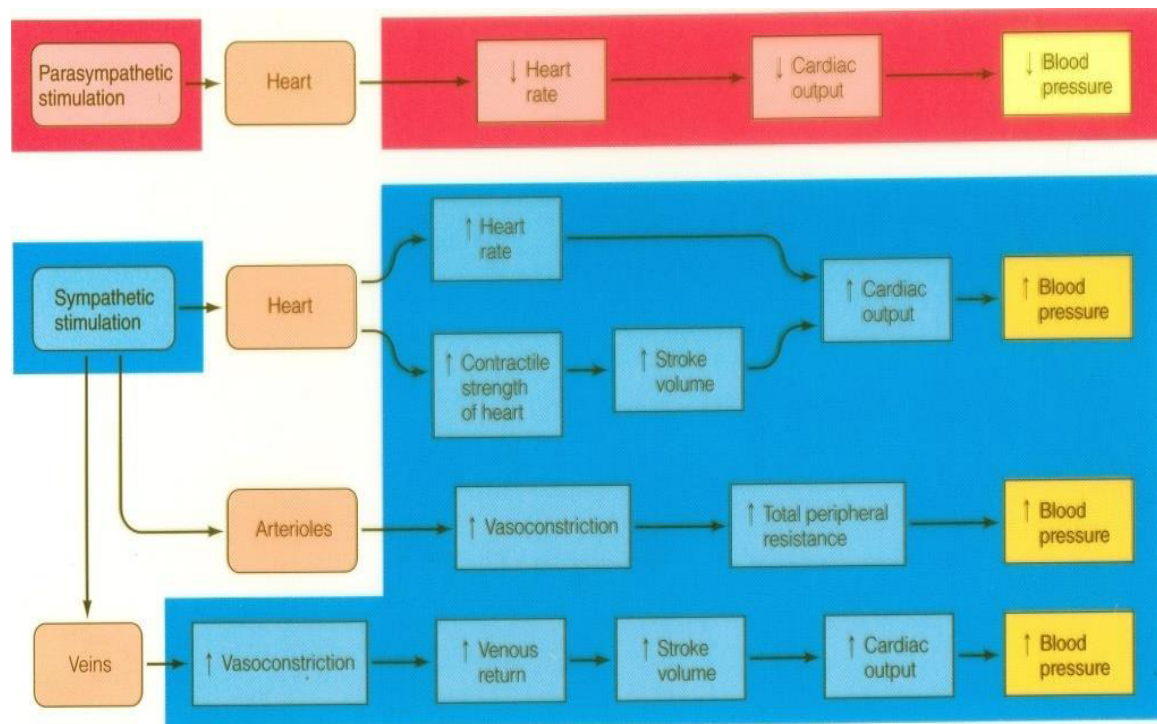 Parasympathetic
stimulation
Heart
↓ Heart
rate
↓ Cardiac
output
↓ Blood
pressure
Sympathetic
stimulation
Heart
↑ Heart
rate
↑ Contractile
strength
of heart
↑ Stroke
volume
↑ Cardiac
output
↑ Blood
pressure
Arterioles
↑ Vasoconstriction
↑ Total peripheral
resistance
↑ Blood
pressure
Veins
↑ Vasoconstriction
↑ Venous
return
↑ Stroke
volume
↑ Cardiac
output
↑ Blood
pressure